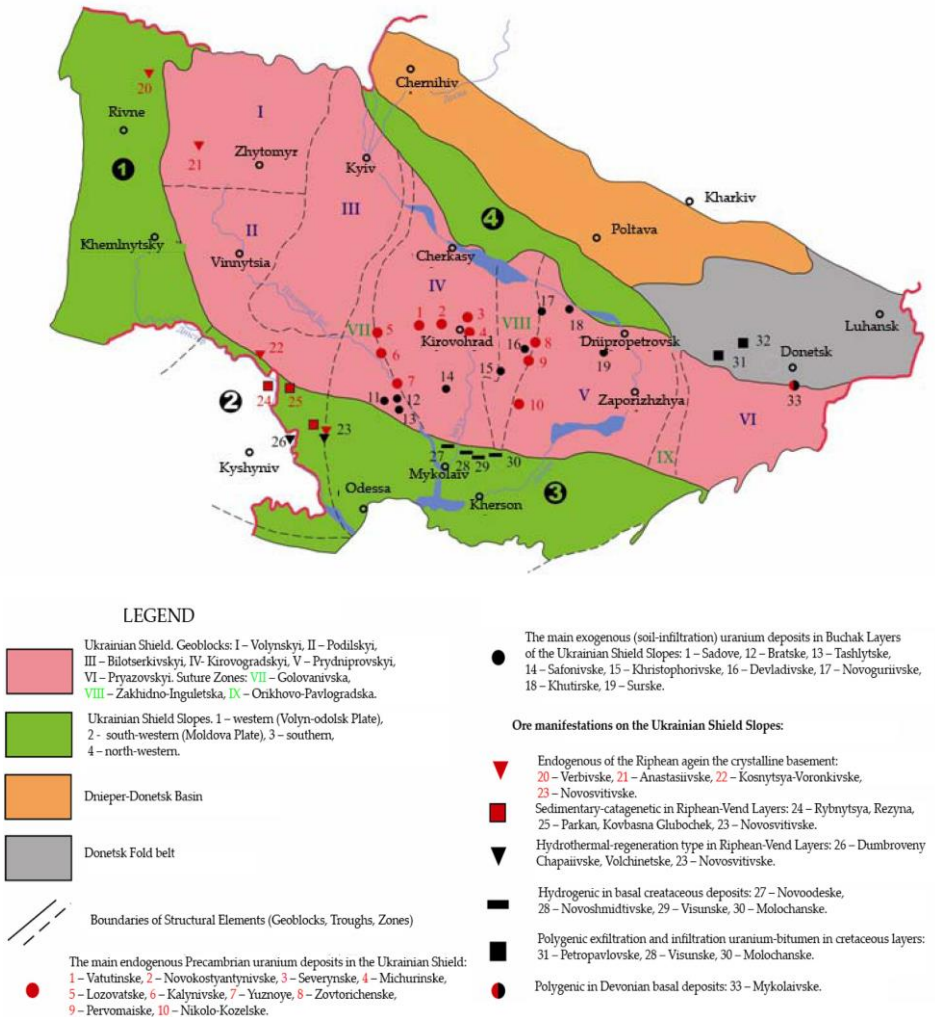 Chernihiv
20
Rivne
I
Kharkiv
21
Zhytomyr
Kyiv
1
III
4
Poltava
Khemlnytsky
II
Vinnytsia
Cherkasy
IV
17
VII
1
2
3
VIII
18
Luhansk
5
Kirovohrad
4
16
8
Dniipropetrovsk
32
22
6
9
19
31
Donetsk
15
7
14
V
Zaporizhzhya
24
25
11
12
10
33
2
13
VI
26
23
27
28
29
30
IX
Kyshyniv
Mykolaïv
Odessa
Kherson
3
LEGEND
Ukrainian Shield. Geoblocks: I – Volynskyi, II – Podilskyi,
III – Bilotserkivskyi, IV- Kirovogradskyi, V – Prydniprovskyi,
VI – Pryazovskyi. Suture Zones: VII – Golovanivska,
VIII – Zakhidno-Inguletska, IX – Orikhovo-Pavlogradska.
Ukrainian Shield Slopes. 1 – western (Volyn-odolsk Plate),
2 - south-western (Moldova Plate), 3 – southern,
4 – north-western.
Dnieper-Donetsk Basin
Donetsk Fold belt
Boundaries of Structural Elements (Geoblocks, Troughs, Zones)
The main endogenous Precambrian uranium deposits in the Ukrainian Shield:
1 – Vatutinske, 2 – Novokostyantynivske, 3 – Severynske, 4 – Michurinske,
5 – Lozovatske, 6 – Kalynivske, 7 – Yuznoye, 8 – Zovtorichenske,
9 – Pervomaiske, 10 – Nikolo-Kozelske.
The main exogenous (soil-infiltration) uranium deposits in Buchak Layers
of the Ukrainian Shield Slopes: 1 – Sadove, 12 – Bratske, 13 – Tashlytske,
14 – Safonivske, 15 – Khristophorivske, 16 – Devladivske, 17 – Novoguriivske,
18 – Khutirske, 19 – Surske.
Ore manifestations on the Ukrainian Shield Slopes:
Endogenous of the Riphean agein the crystalline basement:
20 – Verbivske, 21 – Anastasiivske, 22 – Kosnytsya-Voronkivske,
23 – Novosvitivske.
Sedimentary-catagenetic in Riphean-Vend Layers: 24 – Rybnytsya, Rezyna,
25 – Parkan, Kovbasna Glubochek, 23 – Novosvitivske.
Hydrothermal-regeneration type in Riphean-Vend Layers: 26 – Dumbroveny
Chapaiivske, Volchinetske, 23 – Novosvitivske.
Hydrogenic in basal creataceous deposits: 27 – Novoodeske,
28 – Novoshmidtivske, 29 – Visunske, 30 – Molochanske.
Polygenic exfiltration and infiltration uranium-bitumen in cretaceous layers:
31 – Petropavlovske, 28 – Visunske, 30 – Molochanske.
Polygenic in Devonian basal deposits: 33 – Mykolaivske.